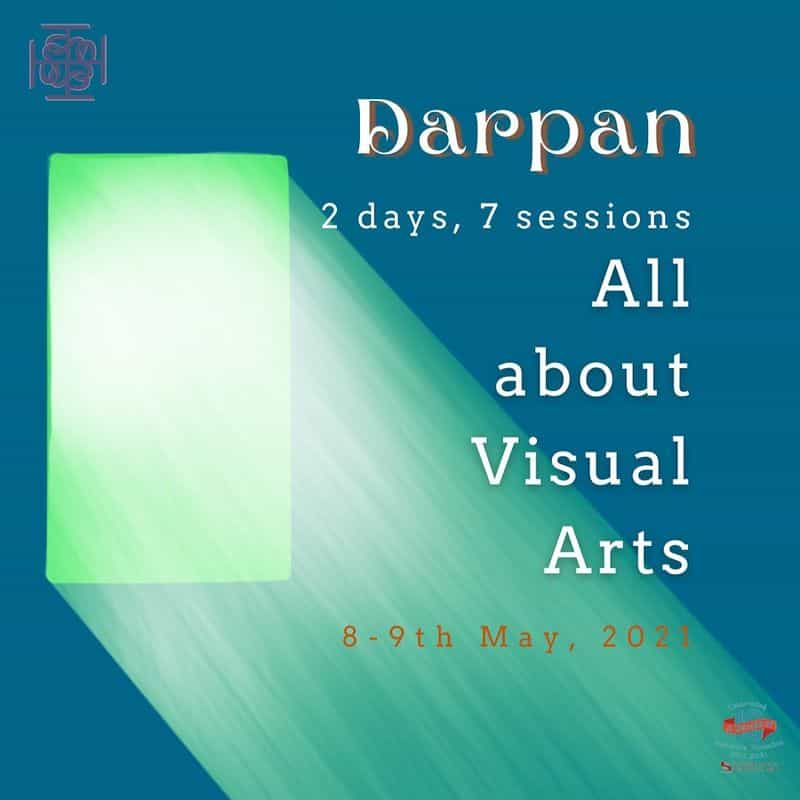 Darpan
2 days, 7 sessions
All
about
Visual
Arts
8-9th May, 2021